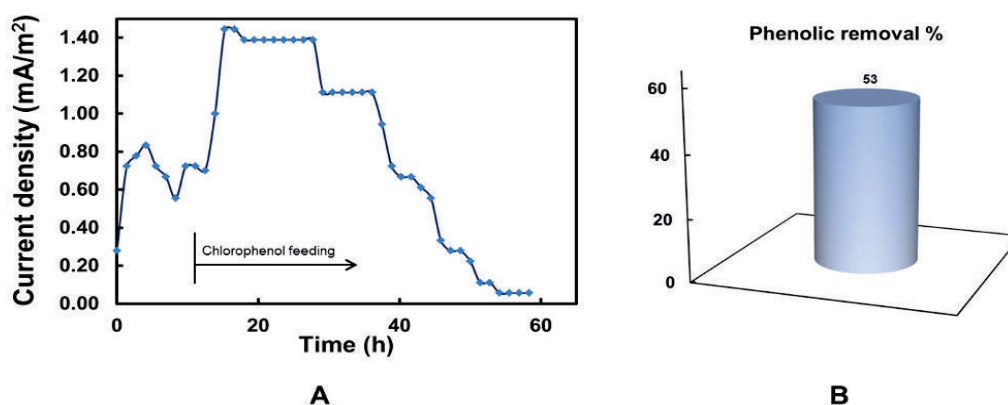 Current density (mA/m²)
1.40
1.20
1.00
0.80
0.60
0.40
0.20
0.00
Chlorophenol feeding
0 20 40 60
Time (h)
A
Phenolic removal %
53
60
40
20
0
B